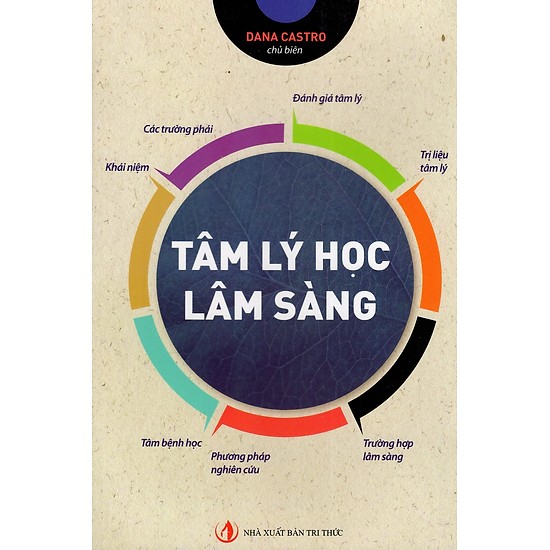 DANA CASTRO
chủ biên
Đánh giá tâm lý
Các trường phái
Trị liệu
tâm lý
Khái niệm
TÂM LÝ HỌC
LÂM SÀNG
Tâm bệnh học
Phương pháp
nghiên cứu
Trường hợp
lâm sàng
NHÀ XUẤT BẢN TRI THỨC